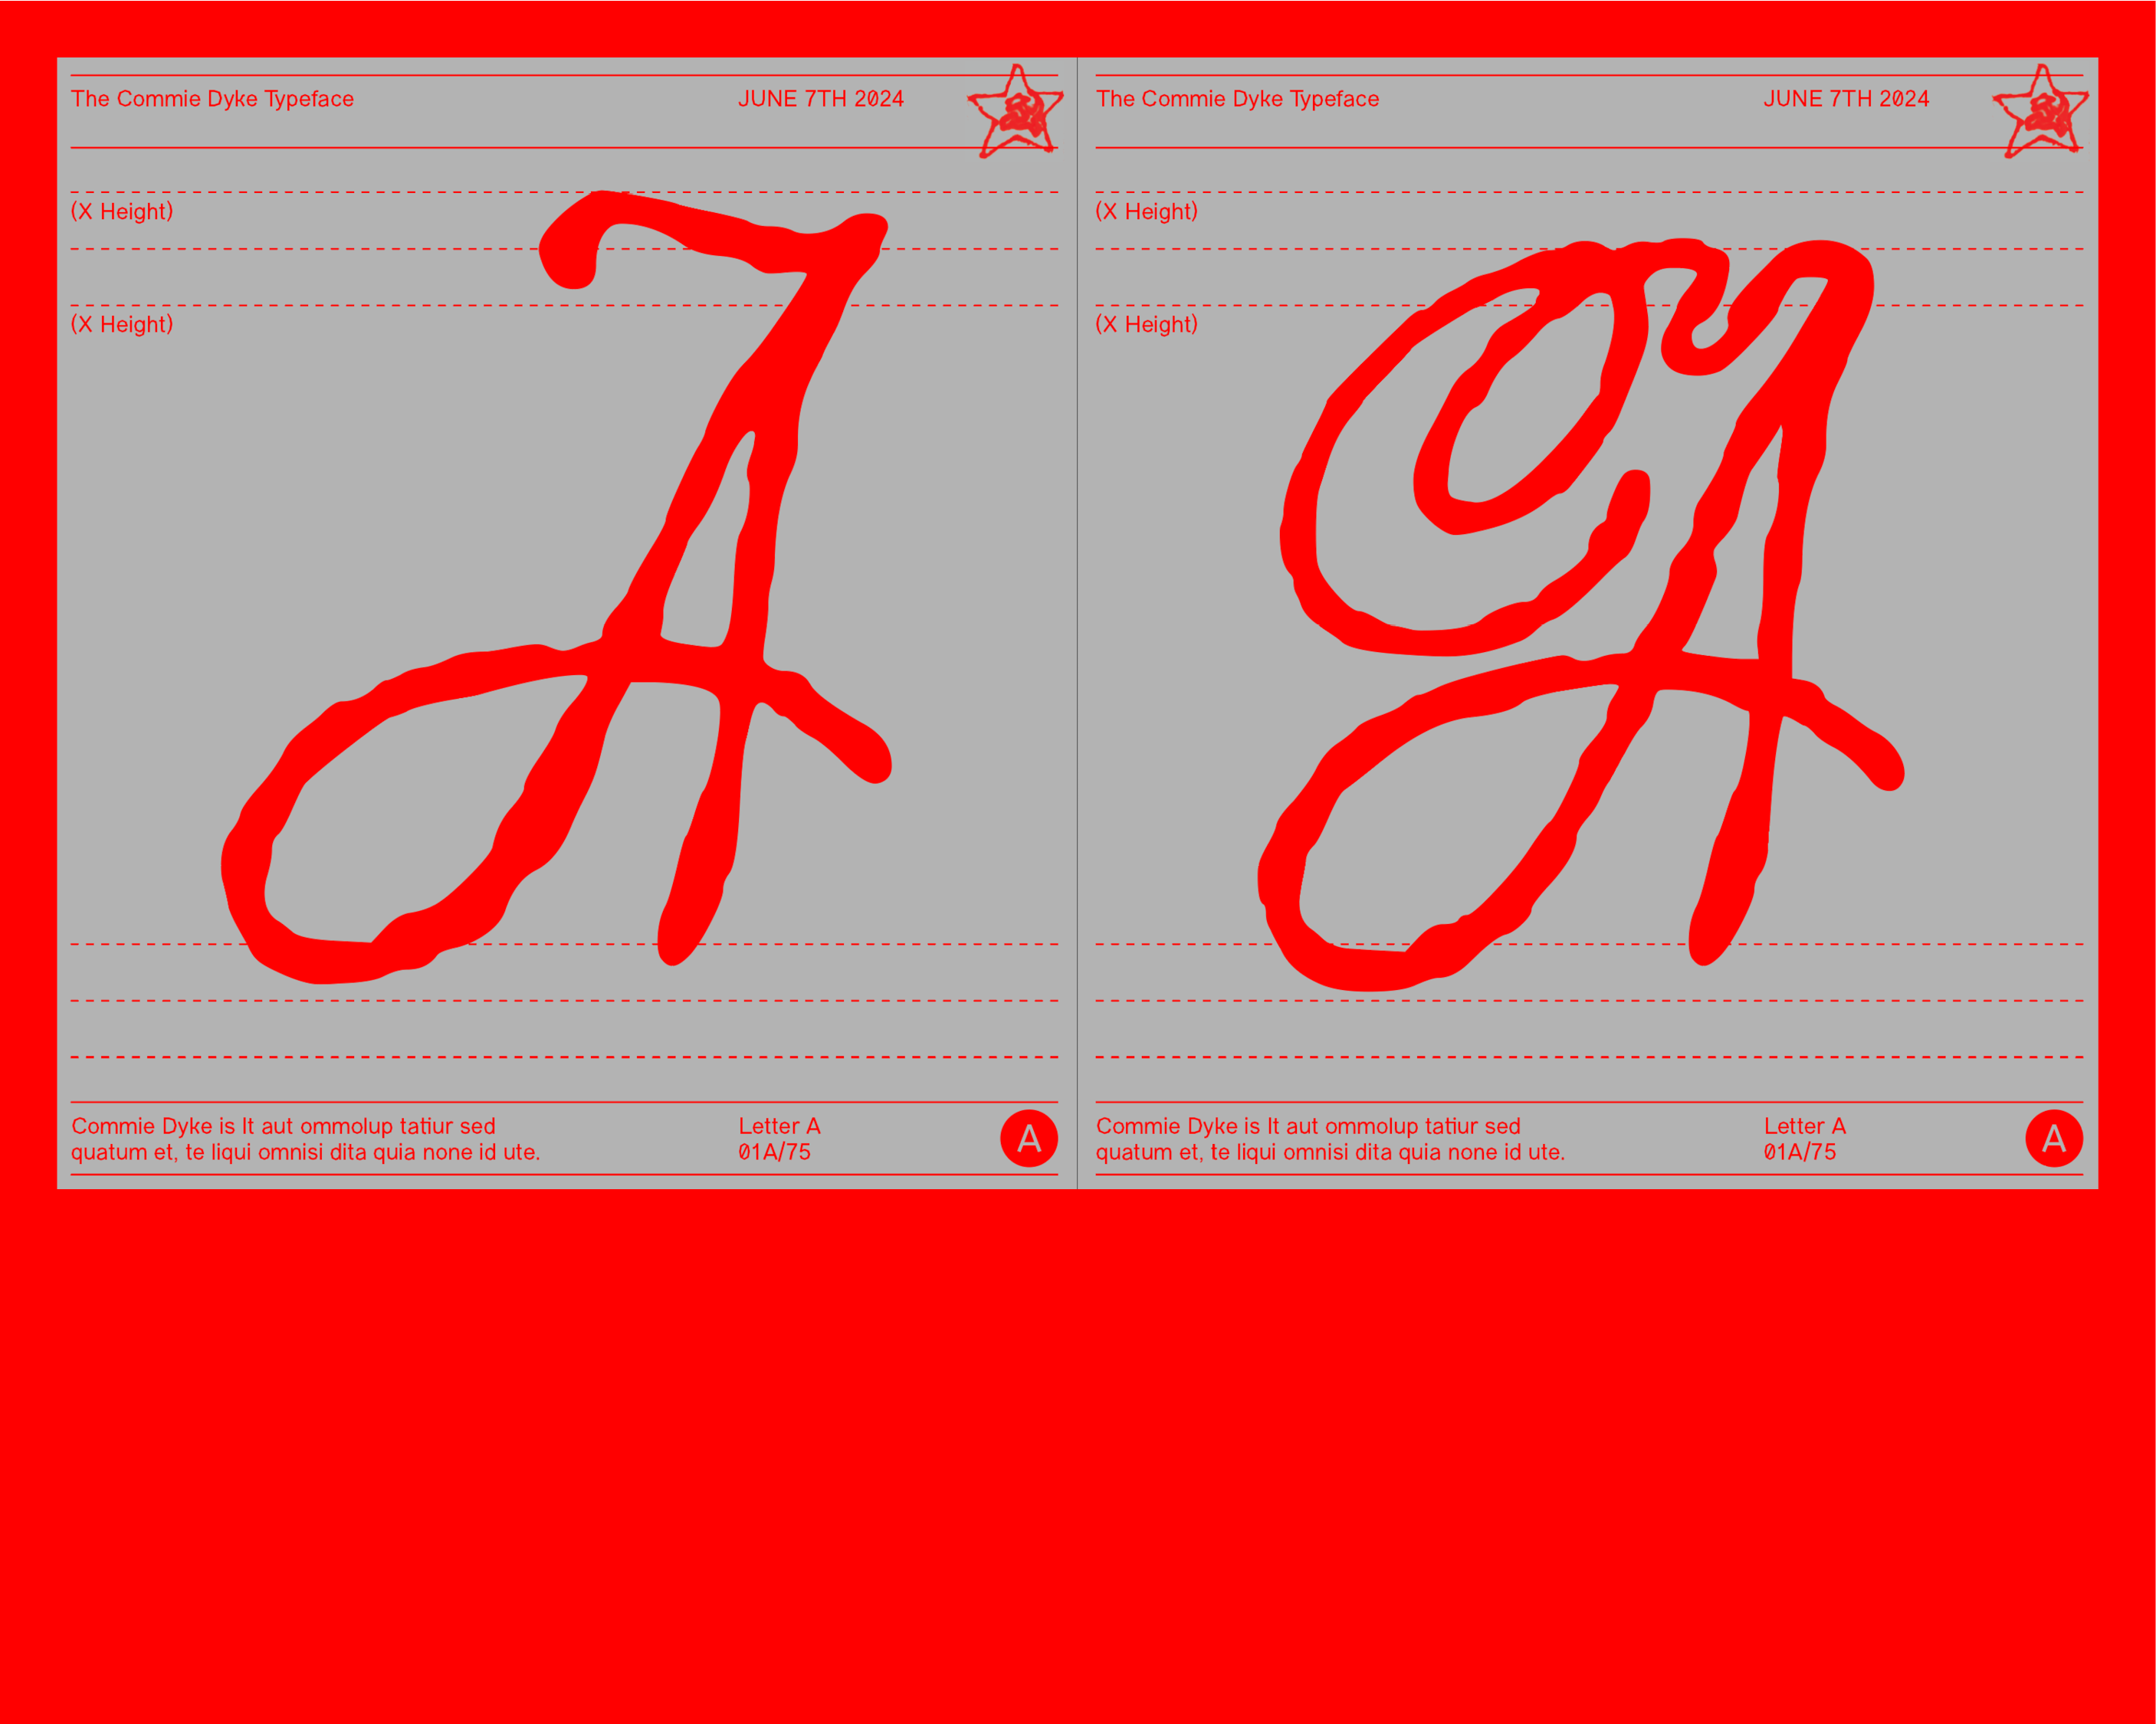 The Commie Dyke Typeface
JUNE 7TH 2024
(X Height)
(X Height)
A
Commie Dyke is It aut ommolup tatiur sed
quatum et, te liqui omnisi dita quia none id ute.
Letter A
01A/75
A
The Commie Dyke Typeface
JUNE 7TH 2024
(X Height)
(X Height)
A
Commie Dyke is It aut ommolup tatiur sed
quatum et, te liqui omnisi dita quia none id ute.
Letter A
01A/75
A